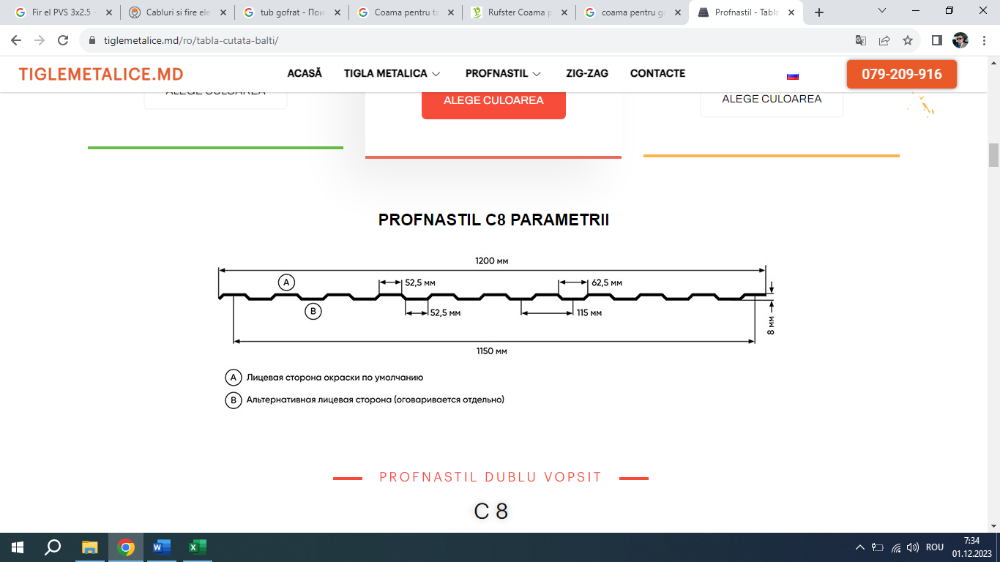 Fir el PVS 3x2.5 -
Cabluri si fire ele
tub gofrat - Пои
Coama pentru ta
Rufster Coama p
coama pentru ga
Profnastil - Tabla
tiglemetalice.md/ro/tabla-cutata-balti/
TIGLEMETALICE.MD
ACASĂ
TIGLA METALICA
PROFNASTIL
ZIG-ZAG
CONTACTE
079-209-916
ALEGE CULOAREA
ALEGE CULOAREA
ALEGE CULOAREA
PROFNASTIL C8 PARAMETRII
1200 мм
A
52,5 мм
62,5 мм
B
52,5 мм
115 мм
8 мм
1150 мм
A Лицевая сторона окраски по умолчанию
B Альтернативная лицевая сторона (оговаривается отдельно)
PROFNASTIL DUBLU VOPSIT
C 8
ROU
7:34
01.12.2023